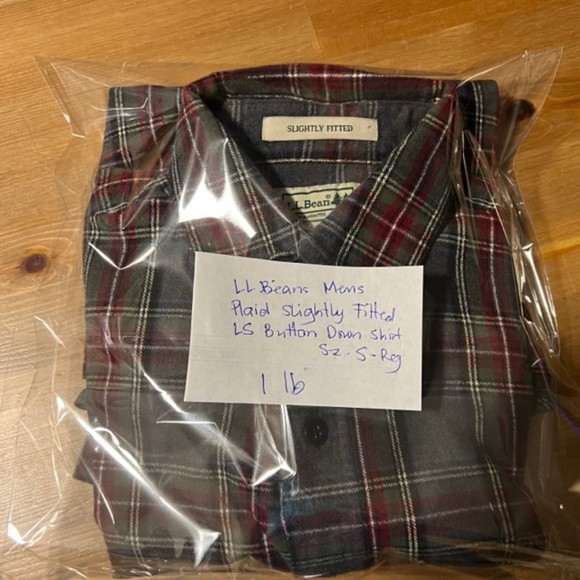 SLIGHTLY FITTED
L.L.Bean®
LL Beans Mens
Plaid Slightly Fitted
LS Button Down Shirt
Sz - S - Reg
1 lb